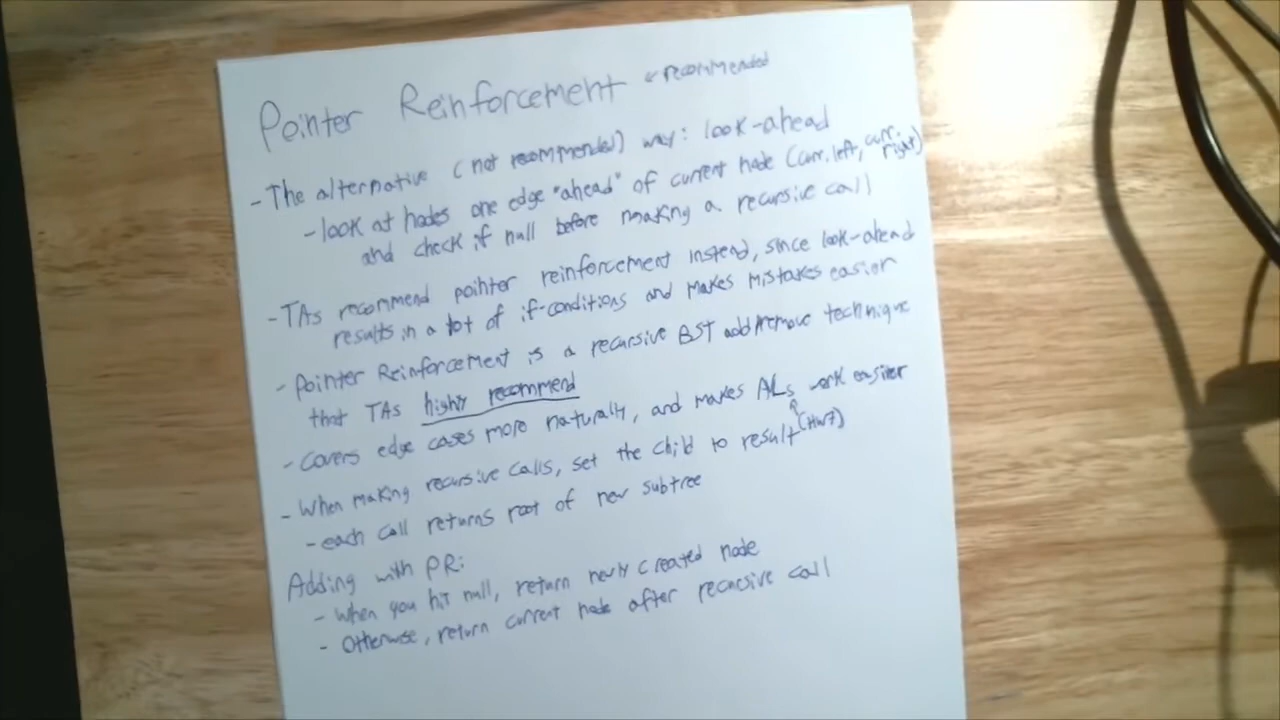 Pointer Reinforcement ← recommended
- The alternative (not recommended) way: look-ahead
- look at nodes one edge "ahead" of current node (curr.left, curr.right)
and check if null before making a recursive call
- TAs recommend pointer reinforcement instead, since look-ahead
results in a lot of if-conditions and makes mistakes easier
- Pointer Reinforcement is a recursive BST add/remove technique
that TAs highly recommend
- Covers edge cases more naturally, and makes AVLs work easier
(HW7)
- When making recursive calls, set the child to result
- each call returns root of new subtree
Adding with PR:
- When you hit null, return newly created node
- Otherwise, return current node after recursive call